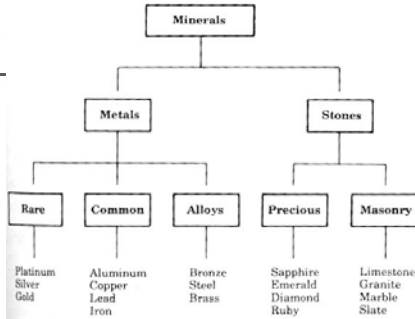 Minerals
Metals
Stones
Rare
Common
Alloys
Precious
Masonry
Platinum
Silver
Gold
Aluminum
Copper
Lead
Iron
Bronze
Steel
Brass
Sapphire
Emerald
Diamond
Ruby
Limestone
Granite
Marble
Slate